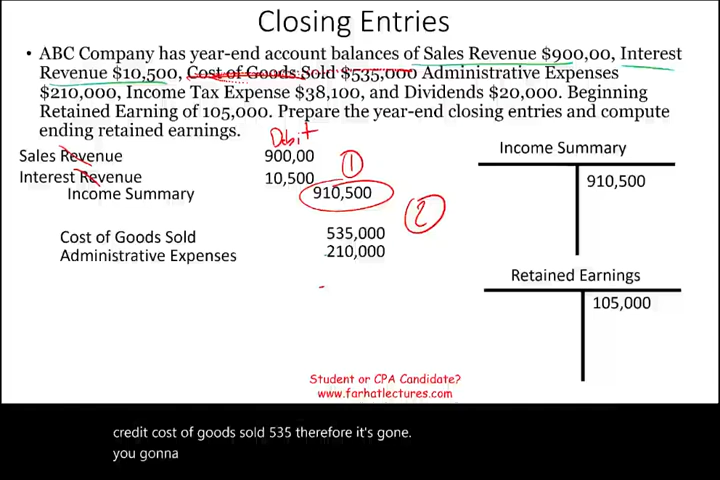 Closing Entries
• ABC Company has year-end account balances of Sales Revenue $900,00, Interest
Revenue $10,500, Cost of Goods Sold $535,000 Administrative Expenses
$210,000, Income Tax Expense $38,100, and Dividends $20,000. Beginning
Retained Earning of 105,000. Prepare the year-end closing entries and compute
ending retained earnings.
Debit
Sales Revenue 900,00
Interest Revenue 10,500
Income Summary 910,500
1
2
Cost of Goods Sold 535,000
Administrative Expenses 210,000
Income Summary
910,500
Retained Earnings
105,000
Student or CPA Candidate?
www.farhatlectures.com
credit cost of goods sold 535 therefore it's gone.
you gonna